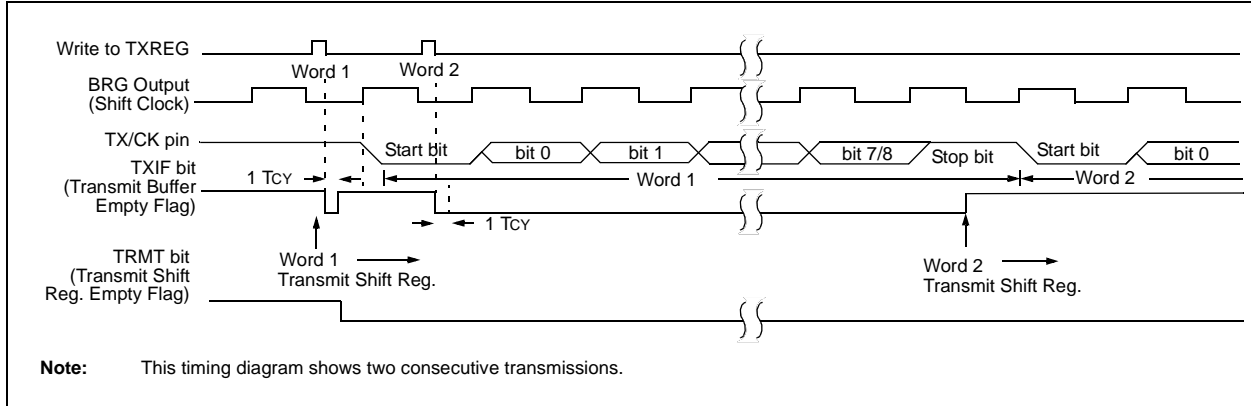 Write to TXREG
Word 1
Word 2
BRG Output
(Shift Clock)
TX/CK pin
Start bit
bit 0
bit 1
bit 7/8
Stop bit
Start bit
bit 0
TXIF bit
(Transmit Buffer
Empty Flag)
1 TCY
Word 1
Word 2
1 TCY
TRMT bit
(Transmit Shift
Reg. Empty Flag)
Word 1
Transmit Shift Reg.
Word 2
Transmit Shift Reg.
Note: This timing diagram shows two consecutive transmissions.